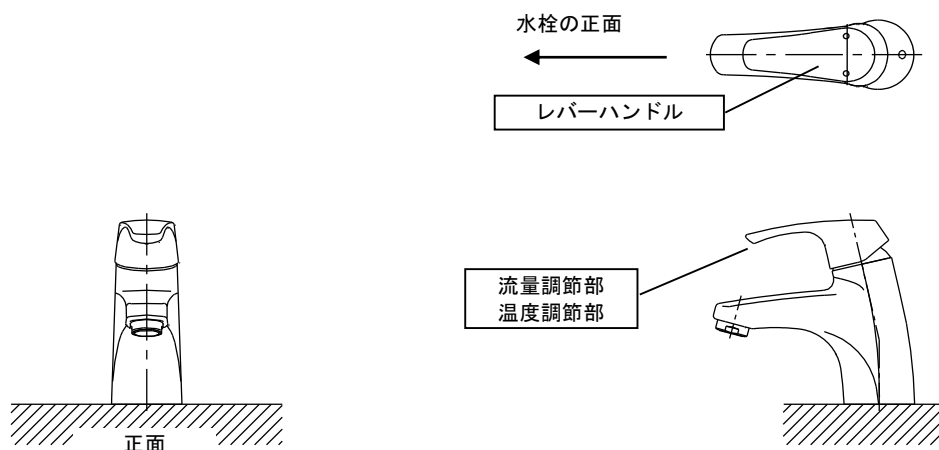 水栓の正面
レバーハンドル
流量調節部
温度調節部
正面